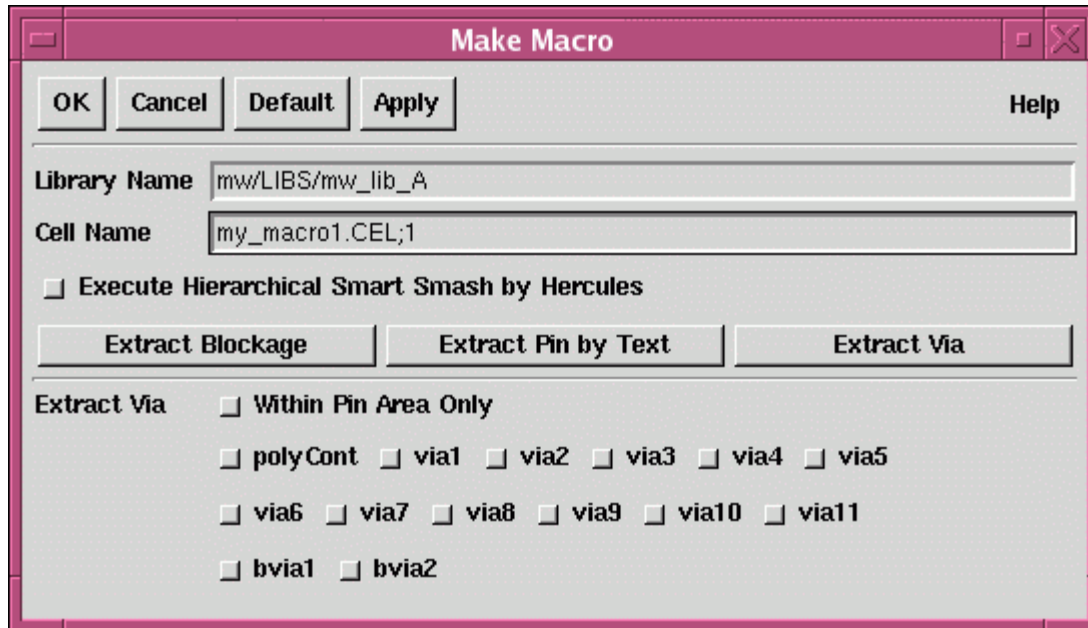 Make Macro
OK Cancel Default Apply Help
Library Name mw/LIBS/mw_lib_A
Cell Name my_macro1.CEL;1
Execute Hierarchical Smart Smash by Hercules
Extract Blockage Extract Pin by Text Extract Via
Extract Via Within Pin Area Only
polyCont via1 via2 via3 via4 via5
via6 via7 via8 via9 via10 via11
bvia1 bvia2